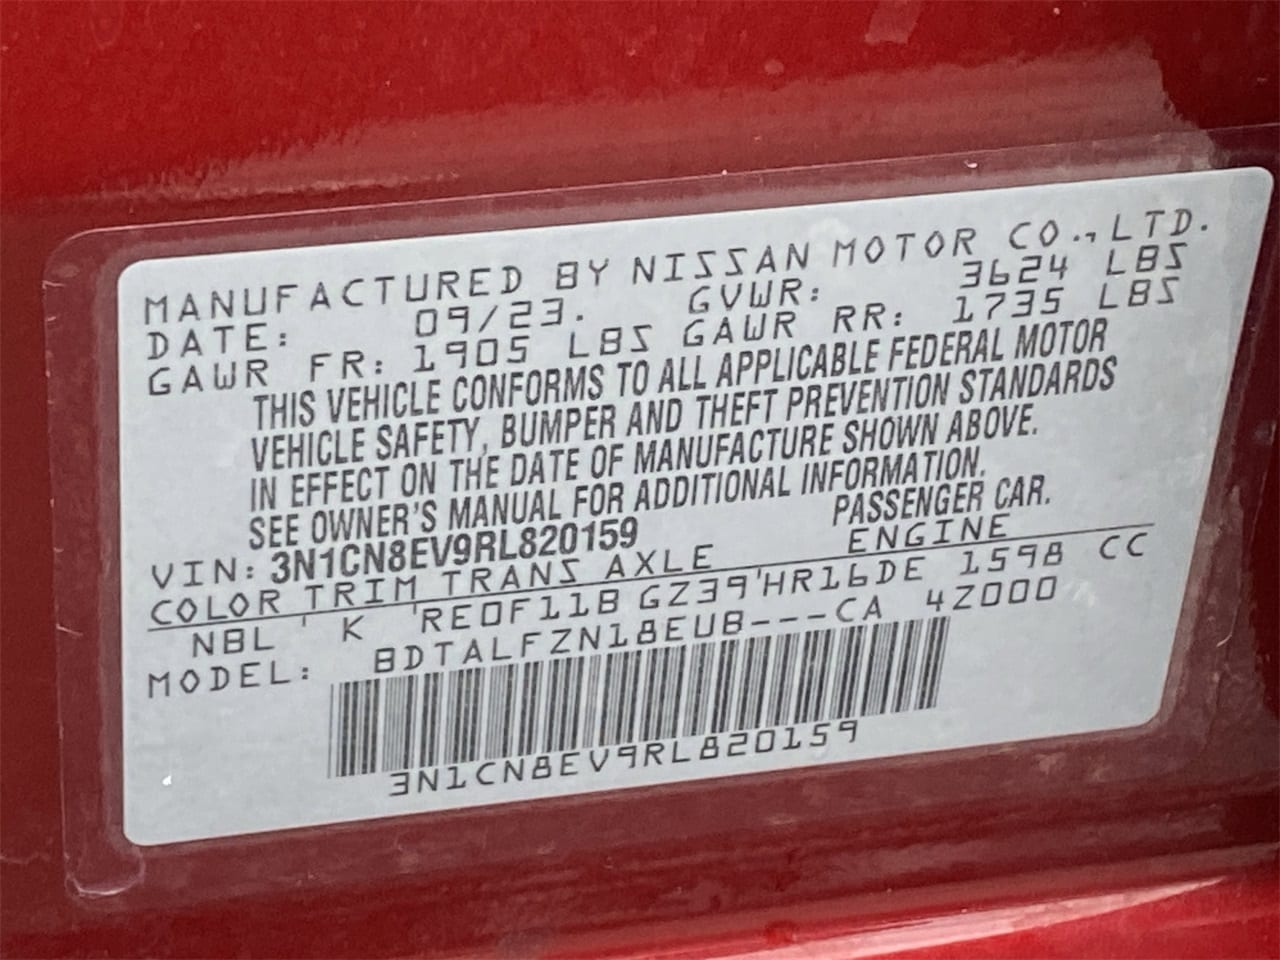 MANUFACTURED BY NISSAN MOTOR CO., LTD.
DATE: 09/23. GVWR: 3624 LBS
GAWR FR: 1905 LBS GAWR RR: 1735 LBS
THIS VEHICLE CONFORMS TO ALL APPLICABLE FEDERAL MOTOR
VEHICLE SAFETY, BUMPER AND THEFT PREVENTION STANDARDS
IN EFFECT ON THE DATE OF MANUFACTURE SHOWN ABOVE.
SEE OWNER'S MANUAL FOR ADDITIONAL INFORMATION.
VIN: 3N1CN8EV9RL820159 PASSENGER CAR.
COLOR TRIM TRANS AXLE ENGINE
NBL ' K 'RE0F11B GZ39'HR16DE 1598 CC
MODEL: BDTALFZN18EUB---CA 4Z000
3N1CN8EV9RL820159